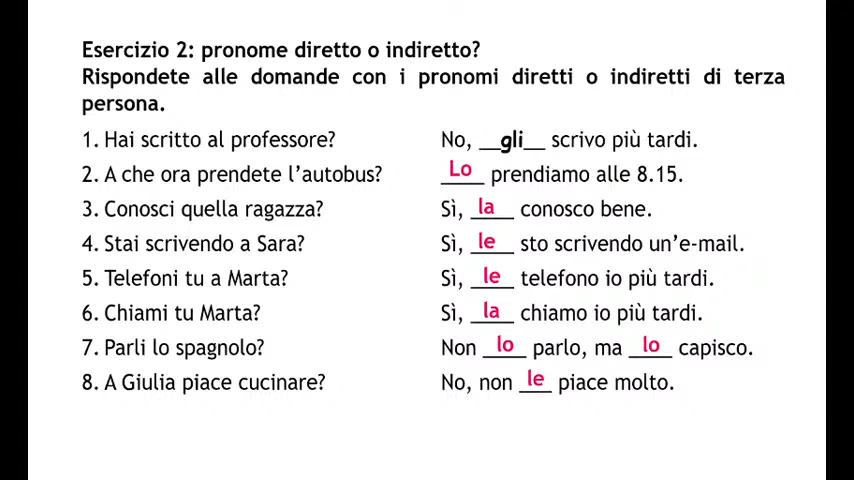 Esercizio 2: pronome diretto o indiretto?
Rispondete alle domande con i pronomi diretti o indiretti di terza
persona.
1. Hai scritto al professore? No, __gli__ scrivo più tardi.
2. A che ora prendete l'autobus? Lo prendiamo alle 8.15.
3. Conosci quella ragazza? Sì, la conosco bene.
4. Stai scrivendo a Sara? Sì, le sto scrivendo un'e-mail.
5. Telefoni tu a Marta? Sì, le telefono io più tardi.
6. Chiami tu Marta? Sì, la chiamo io più tardi.
7. Parli lo spagnolo? Non lo parlo, ma lo capisco.
8. A Giulia piace cucinare? No, non le piace molto.